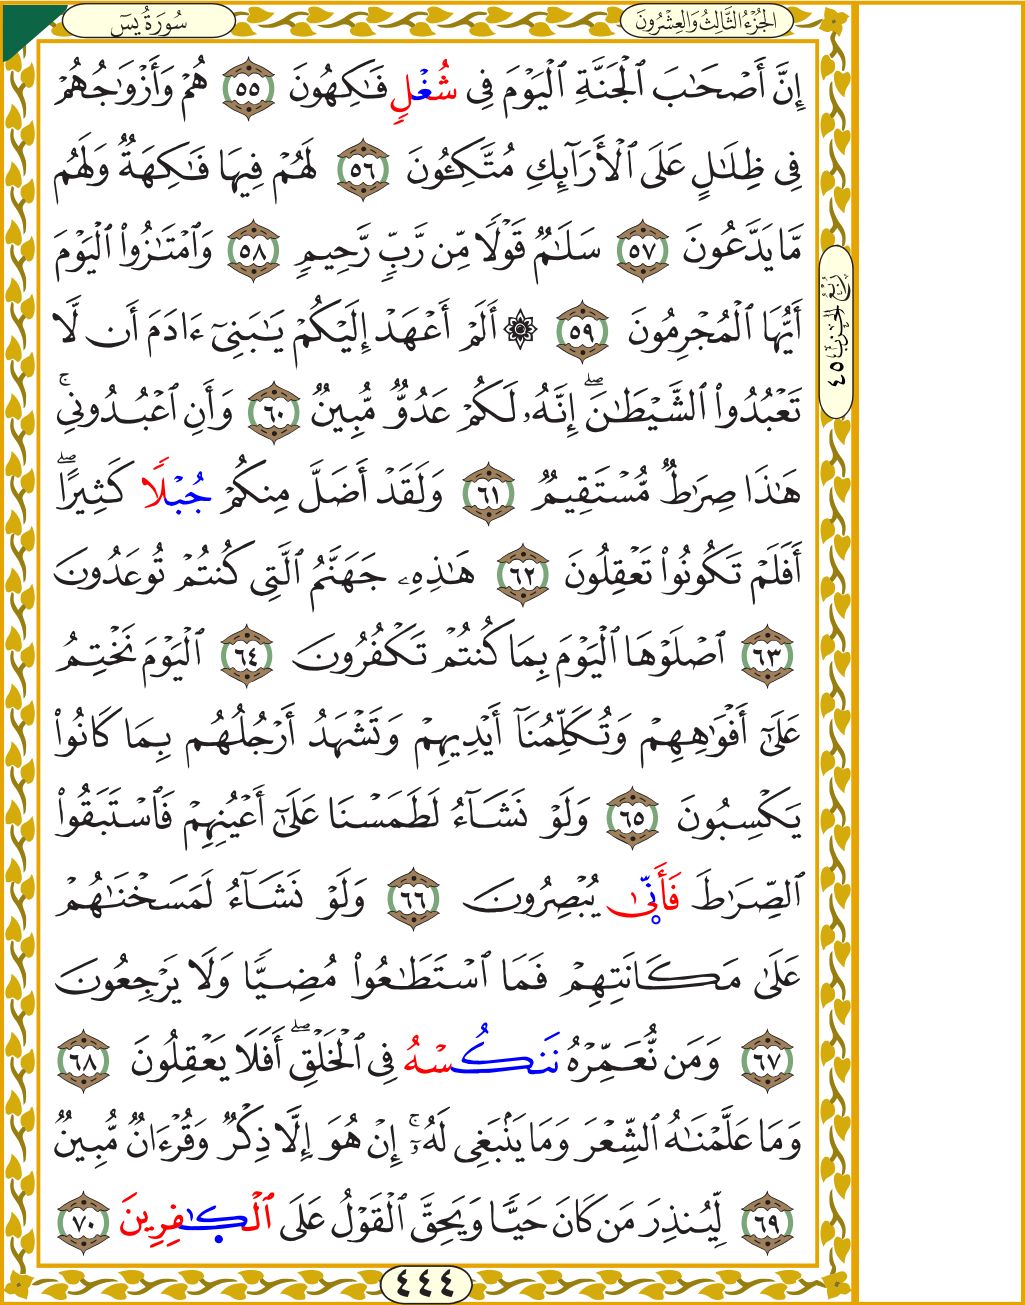 سُورَةُ يسٓ
الجُزْءُ الثَّالِثُ وَالعِشْرُونَ
إِنَّ أَصْحَٰبَ ٱلْجَنَّةِ ٱلْيَوْمَ فِى شُغْلٍ فَٰكِهُونَ ٥٥ هُمْ وَأَزْوَٰجُهُمْ
فِى ظِلَٰلٍ عَلَى ٱلْأَرَآئِكِ مُتَّكِـُٔونَ ٥٦ لَهُمْ فِيهَا فَٰكِهَةٌ وَلَهُم
مَّا يَدَّعُونَ ٥٧ سَلَٰمٌ قَوْلًا مِّن رَّبٍّ رَّحِيمٍ ٥٨ وَٱمْتَٰزُوا۟ ٱلْيَوْمَ
أَيُّهَا ٱلْمُجْرِمُونَ ٥٩ ۞ أَلَمْ أَعْهَدْ إِلَيْكُمْ يَٰبَنِىٓ ءَادَمَ أَن لَّا
تَعْبُدُوا۟ ٱلشَّيْطَٰنَ ۖ إِنَّهُۥ لَكُمْ عَدُوٌّ مُّبِينٌ ٦٠ وَأَنِ ٱعْبُدُونِى ۚ
هَٰذَا صِرَٰطٌ مُّسْتَقِيمٌ ٦١ وَلَقَدْ أَضَلَّ مِنكُمْ جُبْلًا كَثِيرًا ۖ
أَفَلَمْ تَكُونُوا۟ تَعْقِلُونَ ٦٢ هَٰذِهِۦ جَهَنَّمُ ٱلَّتِى كُنتُمْ تُوعَدُونَ
٦٣ ٱصْلَوْهَا ٱلْيَوْمَ بِمَا كُنتُمْ تَكْفُرُونَ ٦٤ ٱلْيَوْمَ نَخْتِمُ
عَلَىٰٓ أَفْوَٰهِهِمْ وَتُكَلِّمُنَآ أَيْدِيهِمْ وَتَشْهَدُ أَرْجُلُهُم بِمَا كَانُوا۟
يَكْسِبُونَ ٦٥ وَلَوْ نَشَآءُ لَطَمَسْنَا عَلَىٰٓ أَعْيُنِهِمْ فَٱسْتَبَقُوا۟
ٱلصِّرَٰطَ فَأَنَّىٰ يُبْصِرُونَ ٦٦ وَلَوْ نَشَآءُ لَمَسَخْنَٰهُمْ
عَلَىٰ مَكَانَتِهِمْ فَمَا ٱسْتَطَٰعُوا۟ مُضِيًّا وَلَا يَرْجِعُونَ
٦٧ وَمَن نُّعَمِّرْهُ نَنكُسْهُ فِى ٱلْخَلْقِ ۖ أَفَلَا يَعْقِلُونَ ٦٨
وَمَا عَلَّمْنَٰهُ ٱلشِّعْرَ وَمَا يَنۢبَغِى لَهُۥٓ ۚ إِنْ هُوَ إِلَّا ذِكْرٌ وَقُرْءَانٌ مُّبِينٌ
٦٩ لِّيُنذِرَ مَن كَانَ حَيًّا وَيَحِقَّ ٱلْقَوْلُ عَلَى ٱلْكَٰفِرِينَ ٧٠
رُبْعُ الحِزْبِ ٤٥
٤٤٤